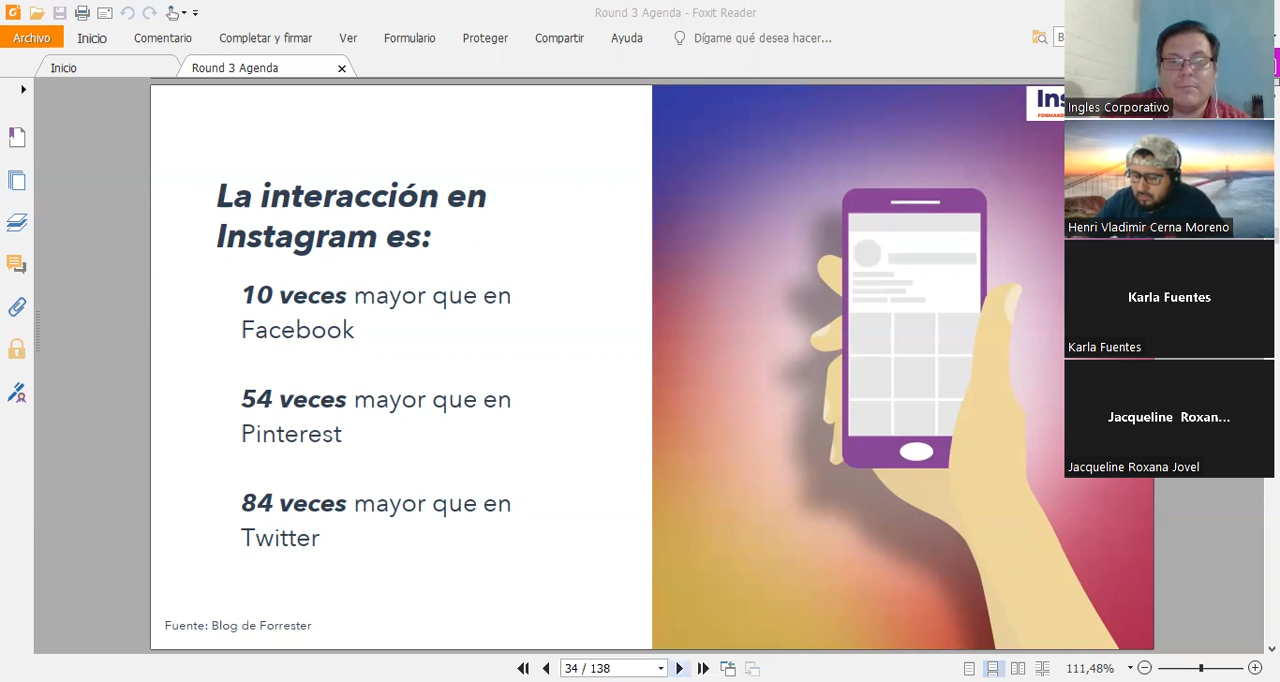 Round 3 Agenda - Foxit Reader
Archivo Inicio Comentario Completar y firmar Ver Formulario Proteger Compartir Ayuda Dígame qué desea hacer...
Inicio Round 3 Agenda
La interacción en
Instagram es:
10 veces mayor que en
Facebook
54 veces mayor que en
Pinterest
84 veces mayor que en
Twitter
Fuente: Blog de Forrester
Ins
Ingles Corporativo
Henri Vladimir Cerna Moreno
Karla Fuentes
Karla Fuentes
Jacqueline Roxan...
Jacqueline Roxana Jovel
34 / 138
111,48%